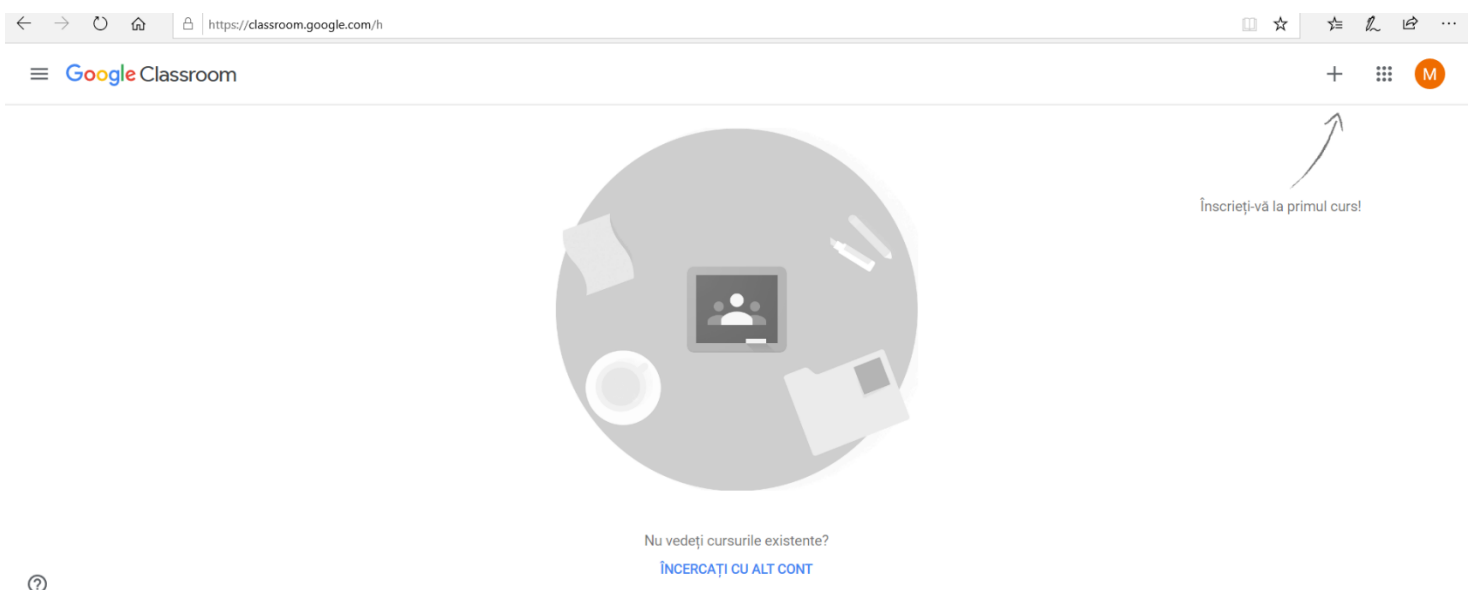 https://classroom.google.com/h
Google Classroom
M
Înscrieți-vă la primul curs!
Nu vedeți cursurile existente?
ÎNCERCAȚI CU ALT CONT